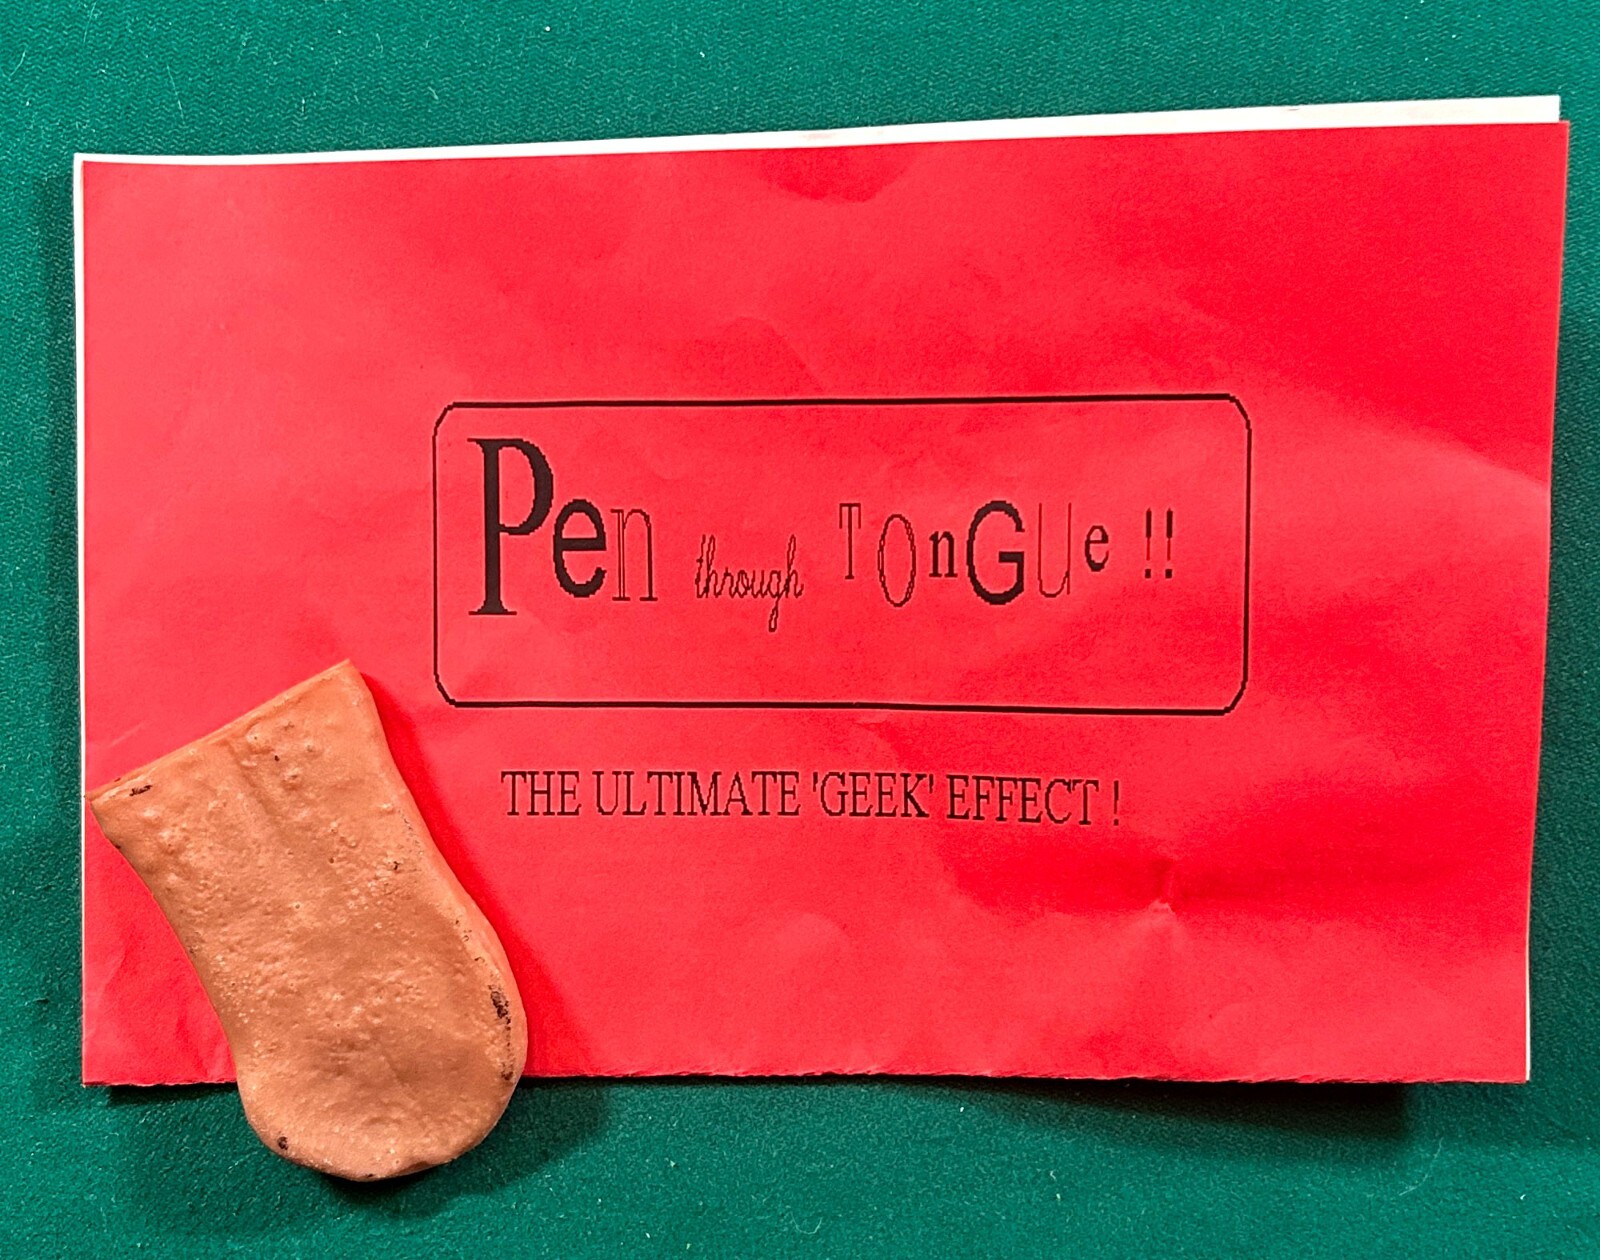 Pen through TOnGUe !!
THE ULTIMATE 'GEEK' EFFECT !